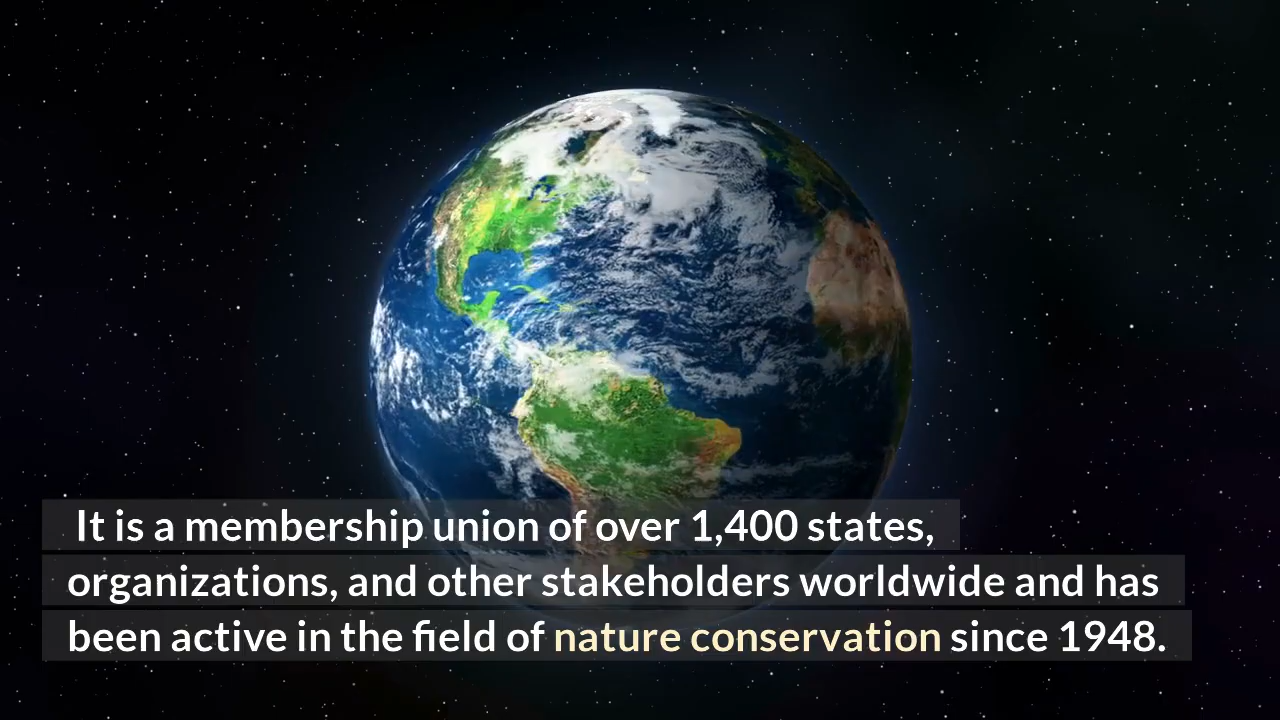 It is a membership union of over 1,400 states,
organizations, and other stakeholders worldwide and has
been active in the field of nature conservation since 1948.